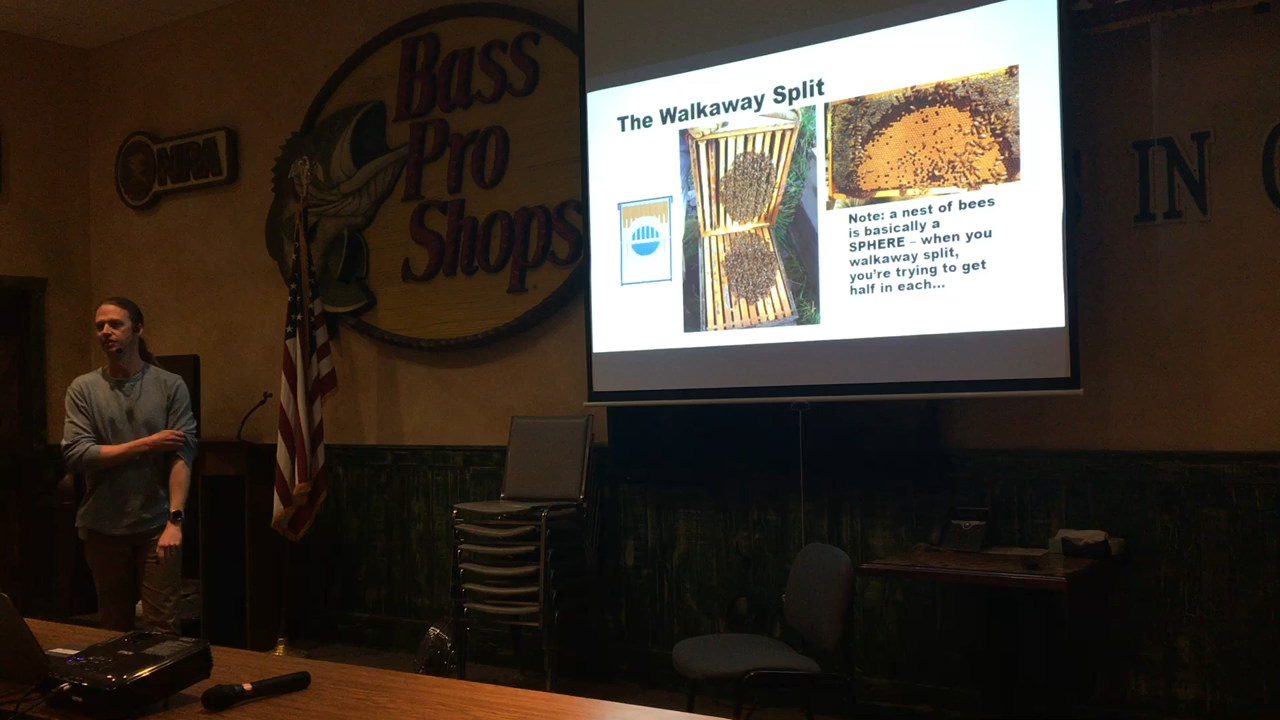 NRA
Bass
Pro
Shops
The Walkaway Split
Note: a nest of bees
is basically a
SPHERE – when you
walkaway split,
you're trying to get
half in each...
IN